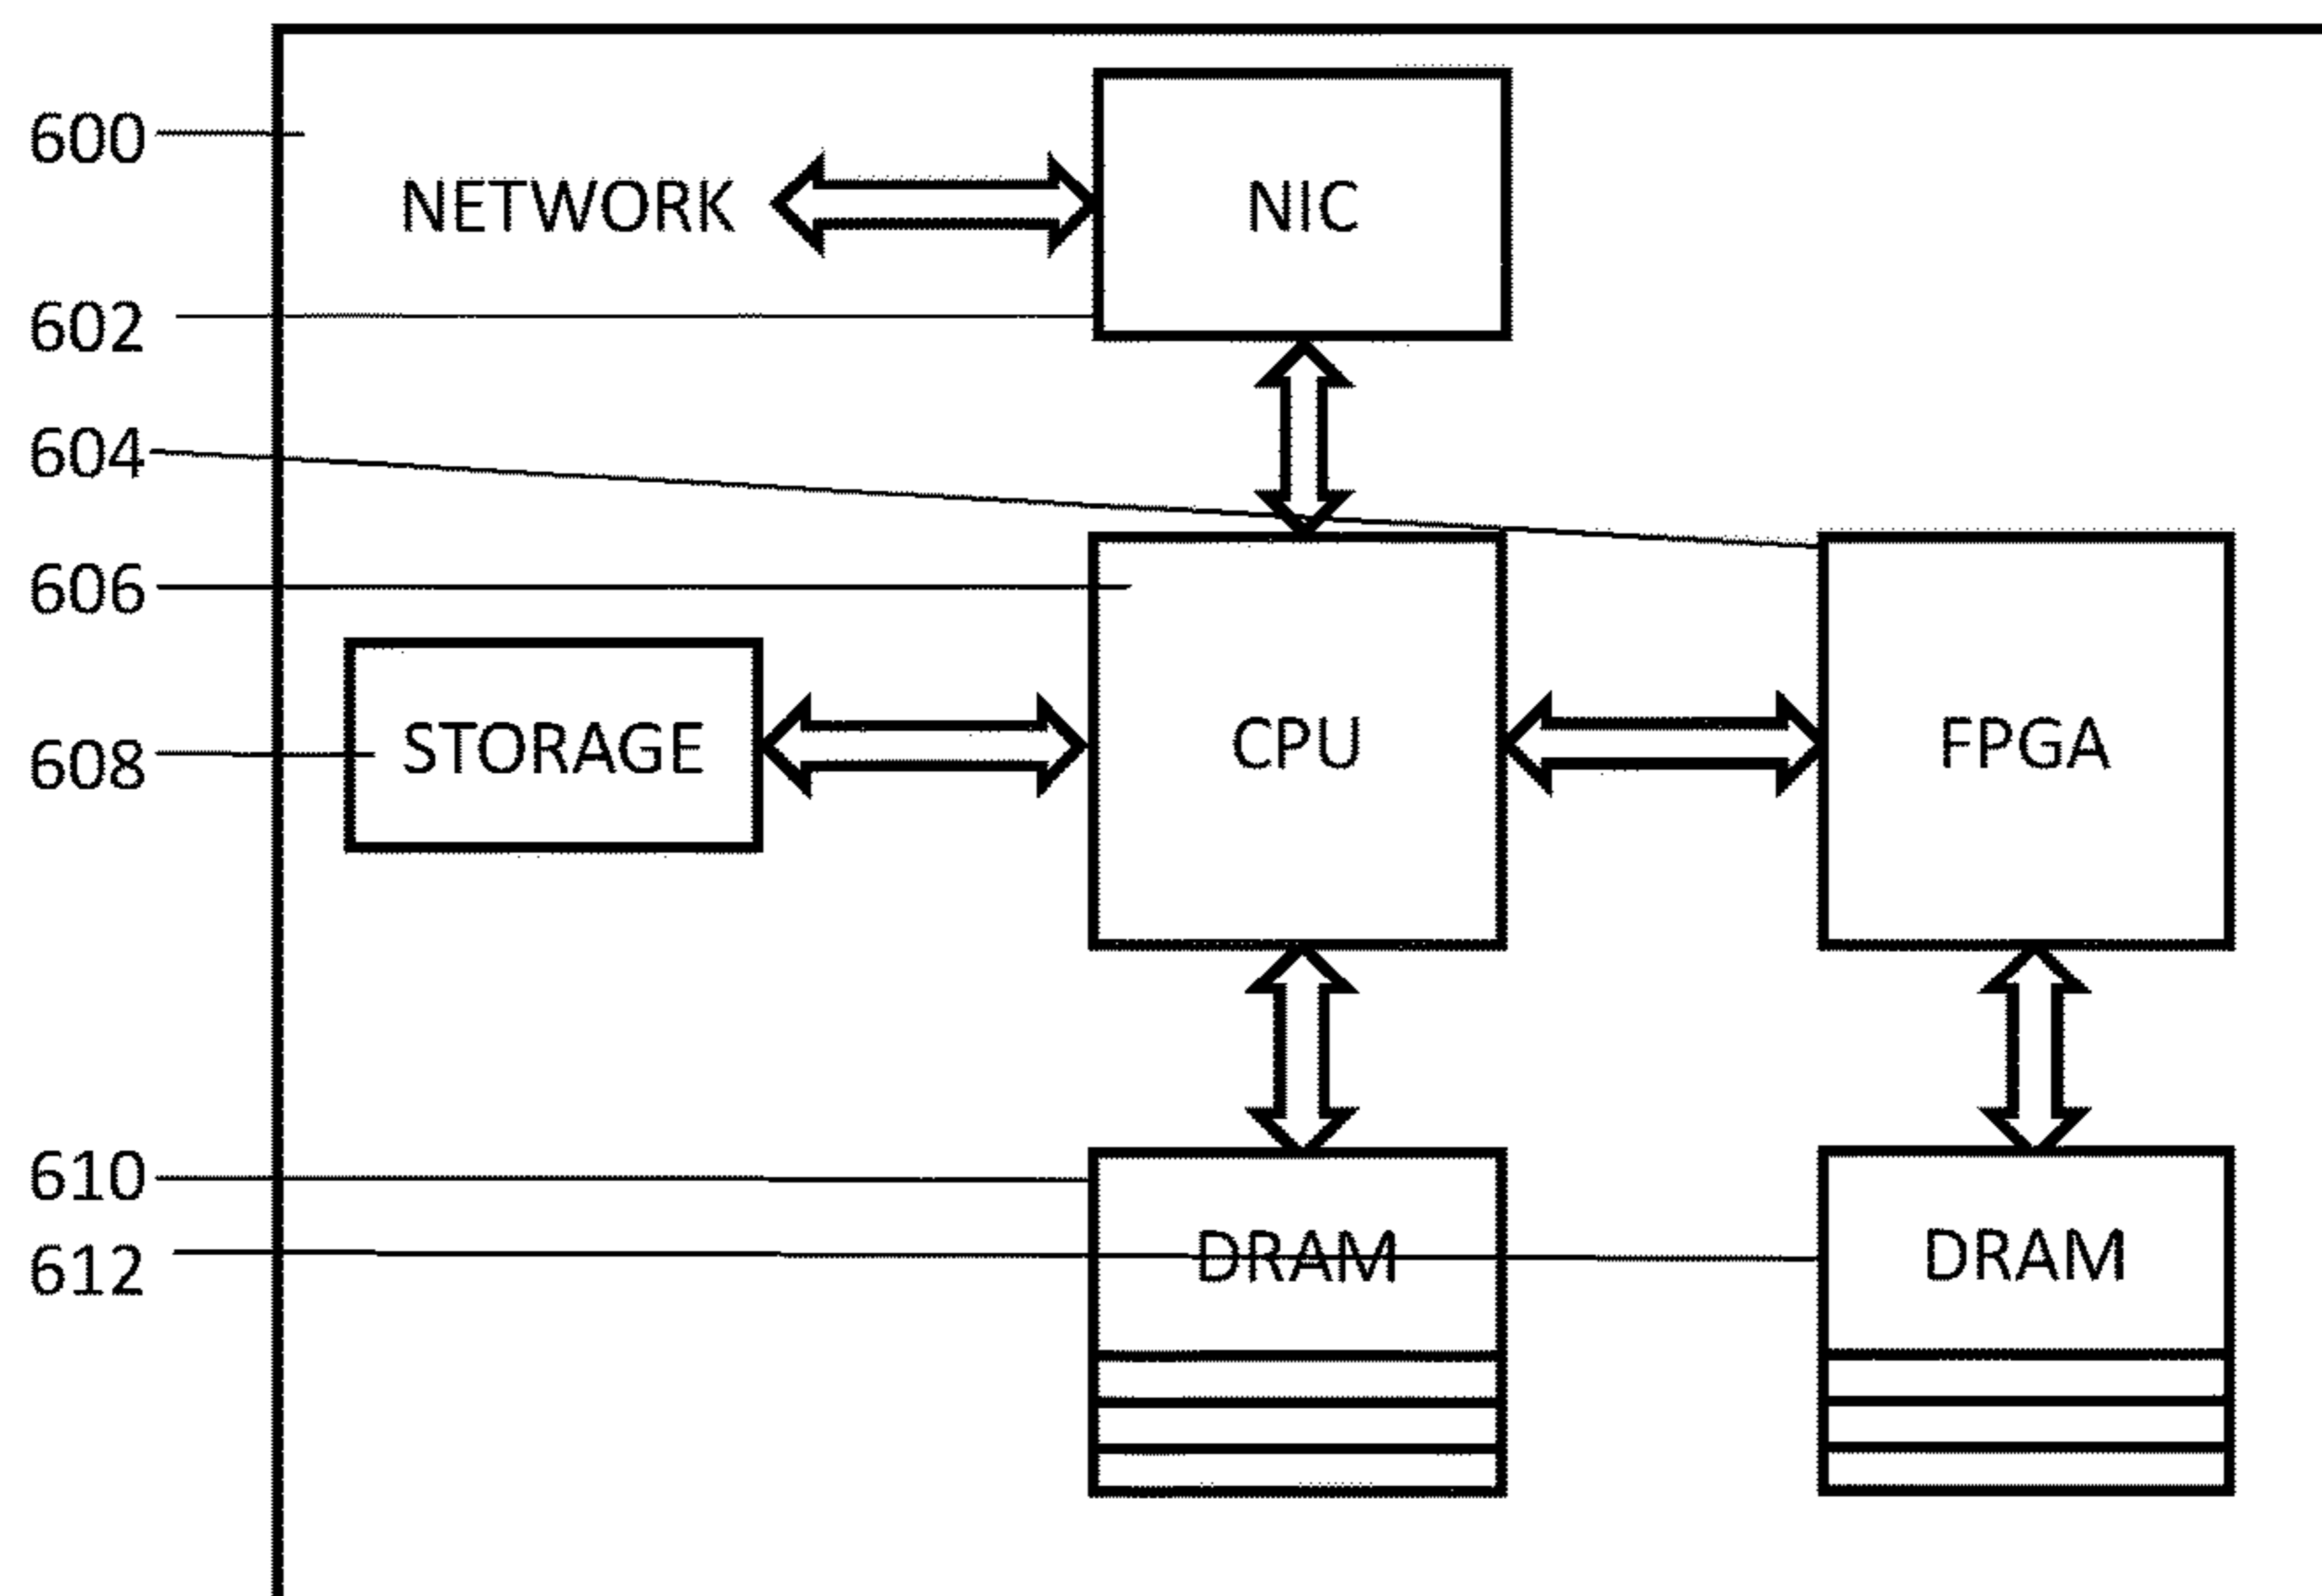 600
NETWORK
NIC
602
604
606
608
STORAGE
CPU
FPGA
610
612
DRAM
DRAM